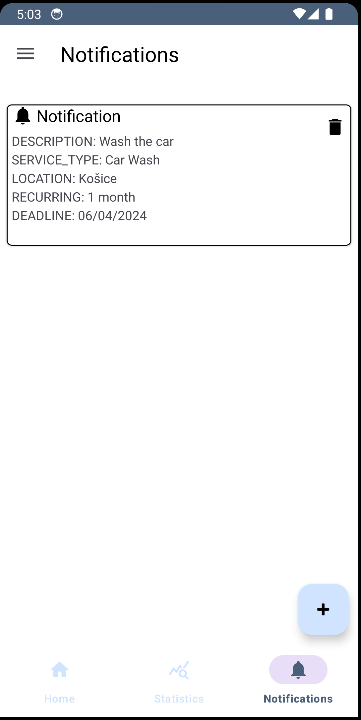 5:03
Notifications
Notification
DESCRIPTION: Wash the car
SERVICE_TYPE: Car Wash
LOCATION: Košice
RECURRING: 1 month
DEADLINE: 06/04/2024
+
Home
Statistics
Notifications